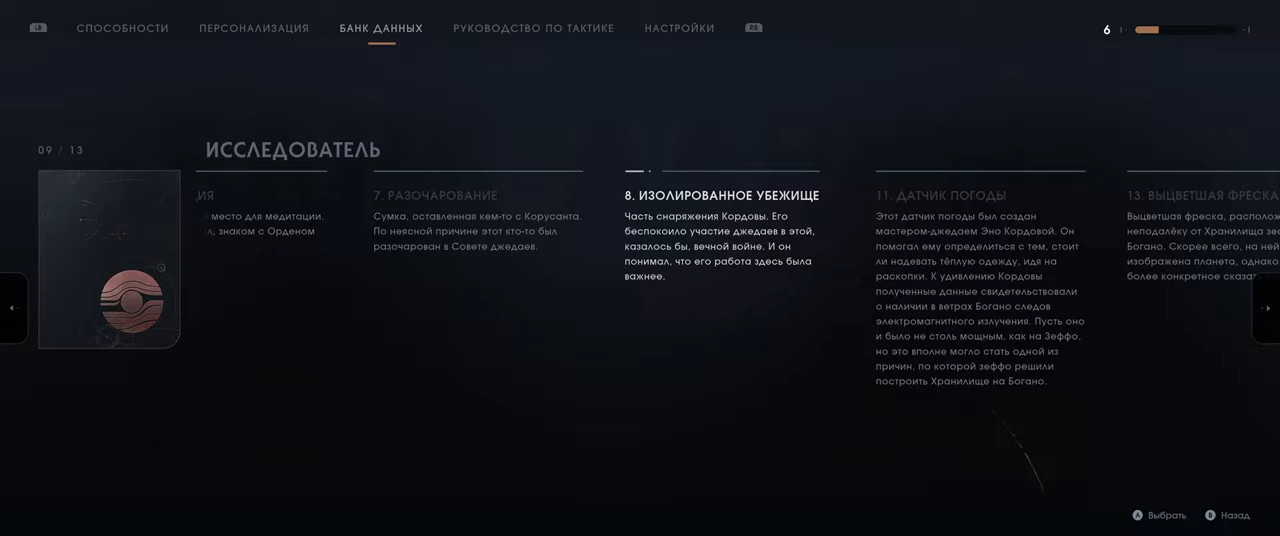 LB СПОСОБНОСТИ ПЕРСОНАЛИЗАЦИЯ БАНК ДАННЫХ РУКОВОДСТВО ПО ТАКТИКЕ НАСТРОЙКИ RB 6
09 / 13
ИССЛЕДОВАТЕЛЬ
ИЯ
место для медитации.
л, знаком с Орденом
7. РАЗОЧАРОВАНИЕ
Сумка, оставленная кем-то с Корусанта.
По неясной причине этот кто-то был
разочарован в Совете джедаев.
8. ИЗОЛИРОВАННОЕ УБЕЖИЩЕ
Часть снаряжения Кордовы. Его
беспокоило участие джедаев в этой,
казалось бы, вечной войне. И он
понимал, что его работа здесь была
важнее.
11. ДАТЧИК ПОГОДЫ
Этот датчик погоды был создан
мастером-джедаем Эно Кордовой. Он
помогал ему определиться с тем, стоит
ли надевать тёплую одежду, идя на
раскопки. К удивлению Кордовы
полученные данные свидетельствовали
о наличии в ветрах Богано следов
электромагнитного излучения. Пусть оно
и было не столь мощным, как на Зеффо,
но это вполне могло стать одной из
причин, по которой зеффо решили
построить Хранилище на Богано.
13. ВЫЦВЕТШАЯ ФРЕСКА
Выцветшая фреска, располож
неподалёку от Хранилища зе
Богано. Скорее всего, на ней
изображена планета, однако
более конкретное сказат
A Выбрать B Назад